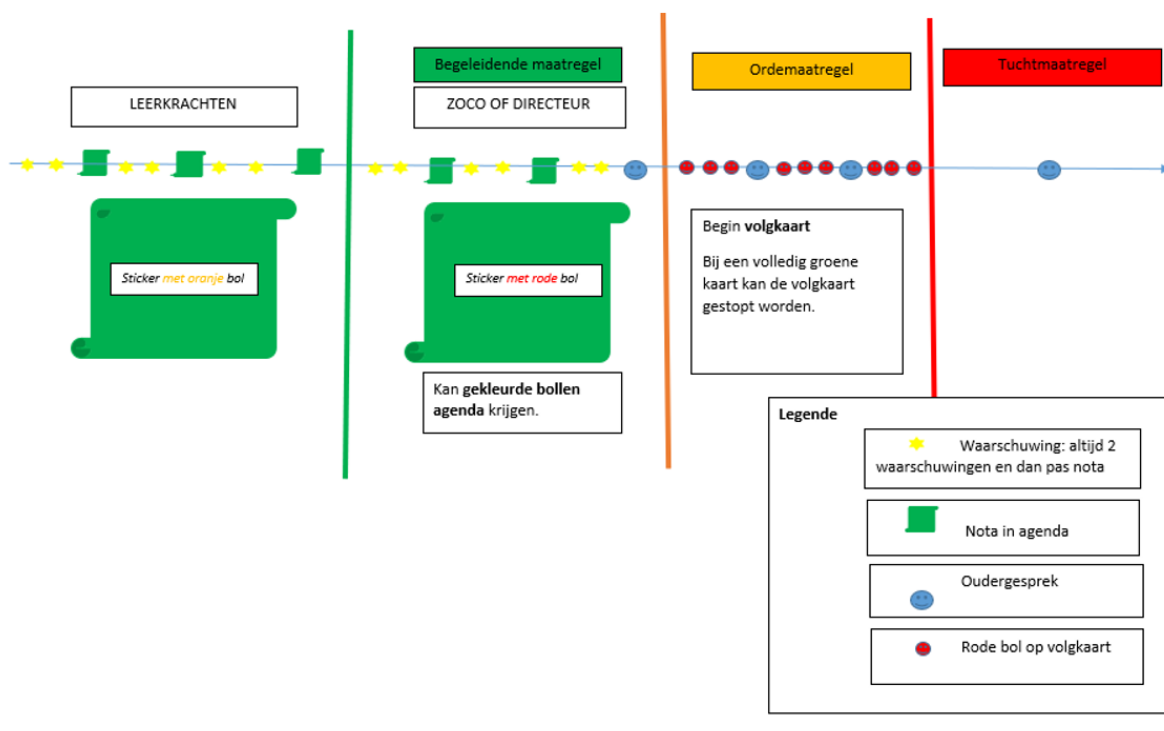 Begeleidende maatregel
Ordemaatregel
Tuchtmaatregel
LEERKRACHTEN
ZOCO OF DIRECTEUR
Sticker met oranje bol
Sticker met rode bol
Begin volgkaart
Bij een volledig groene
kaart kan de volgkaart
gestopt worden.
Kan gekleurde bollen
agenda krijgen.
Legende
Waarschuwing: altijd 2
waarschuwingen en dan pas nota
Nota in agenda
Oudergesprek
Rode bol op volgkaart